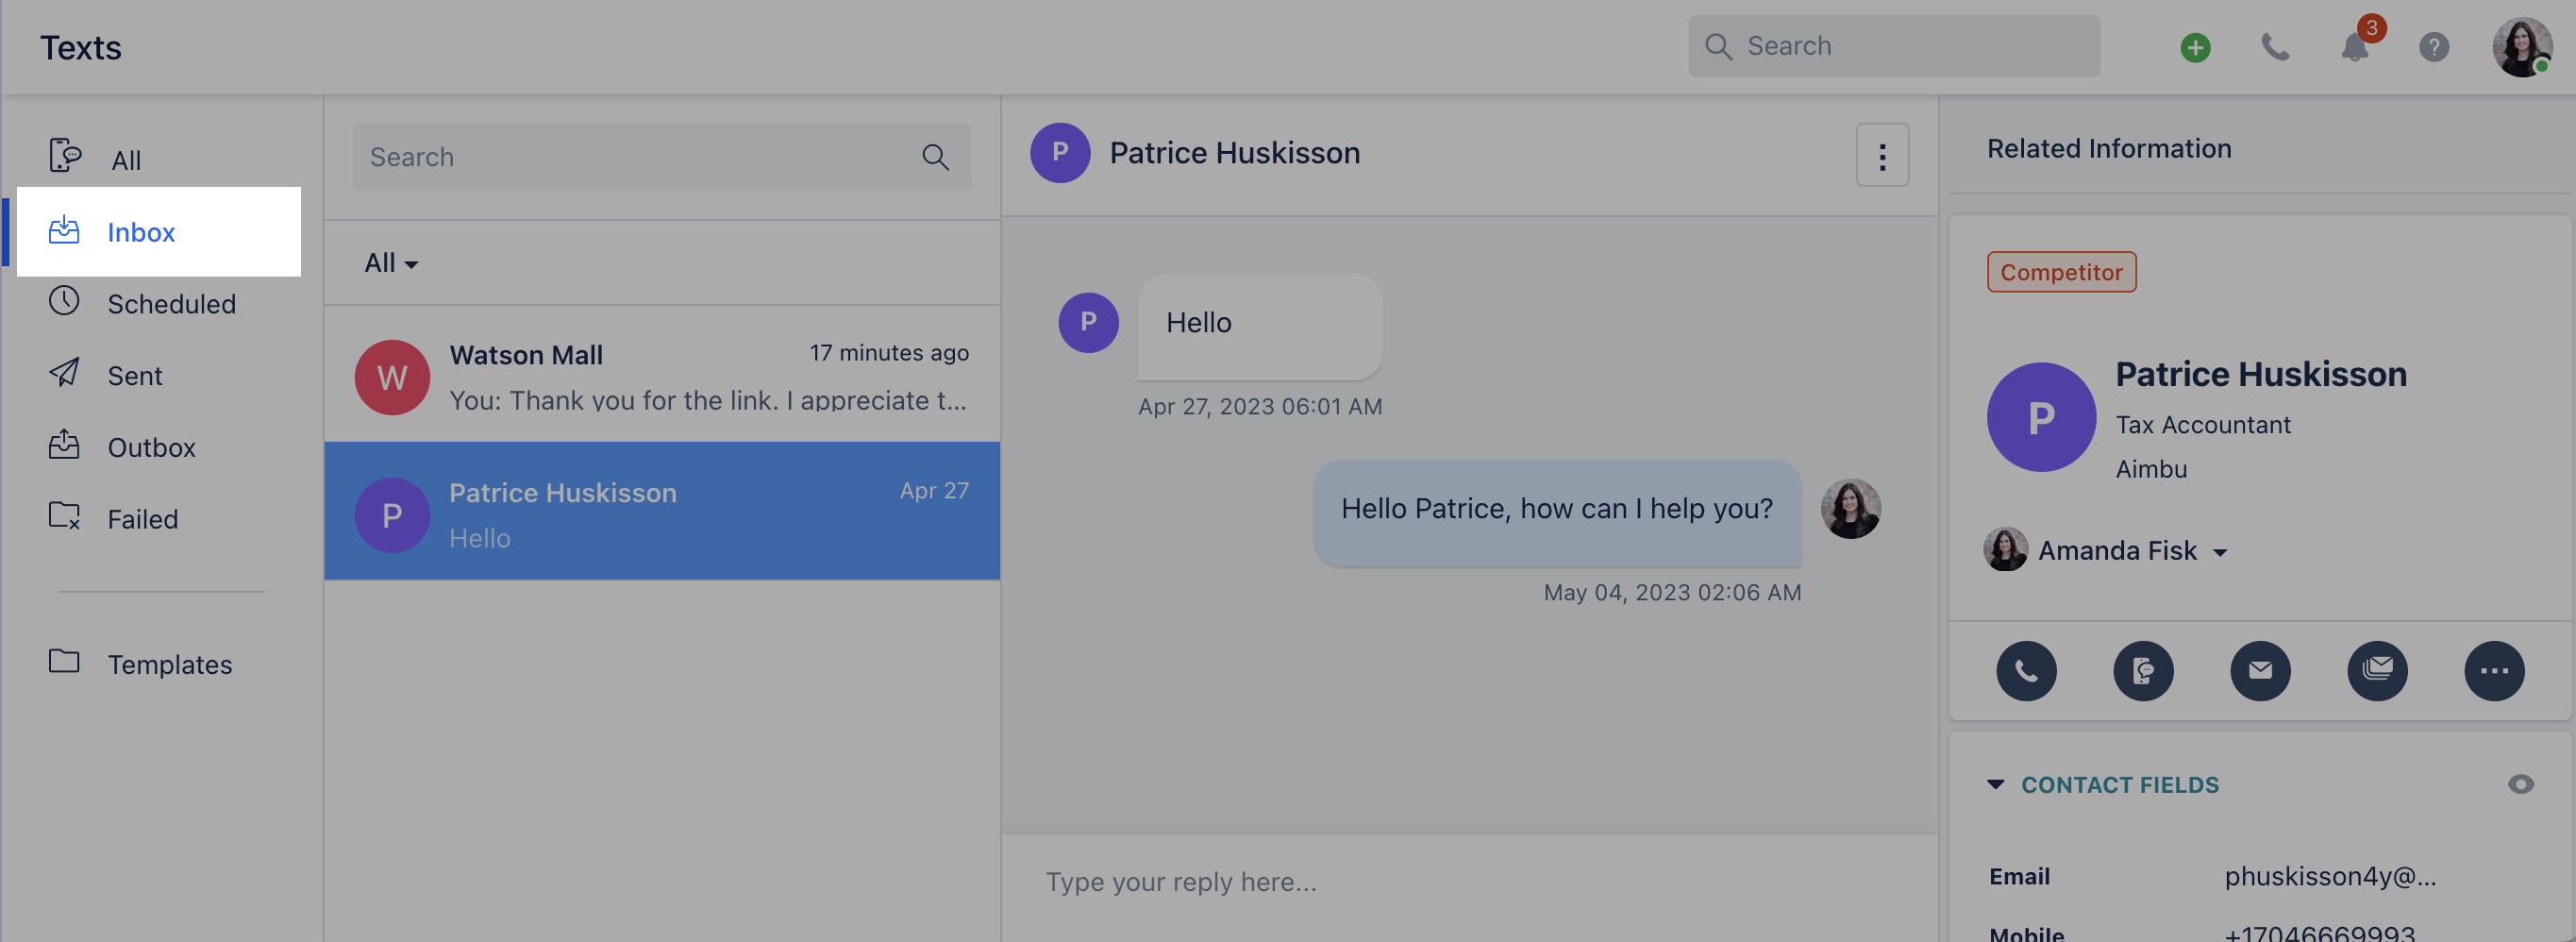 Texts
Search
3
?
All
Inbox
Scheduled
Sent
Outbox
Failed
Templates
Search
All
W
Watson Mall
17 minutes ago
You: Thank you for the link. I appreciate t...
P
Patrice Huskisson
Apr 27
Hello
P
Patrice Huskisson
P
Hello
Apr 27, 2023 06:01 AM
Hello Patrice, how can I help you?
May 04, 2023 02:06 AM
Type your reply here...
Related Information
Competitor
P
Patrice Huskisson
Tax Accountant
Aimbu
Amanda Fisk
CONTACT FIELDS
Email
phuskisson4y@...
Mobile
+17046669993